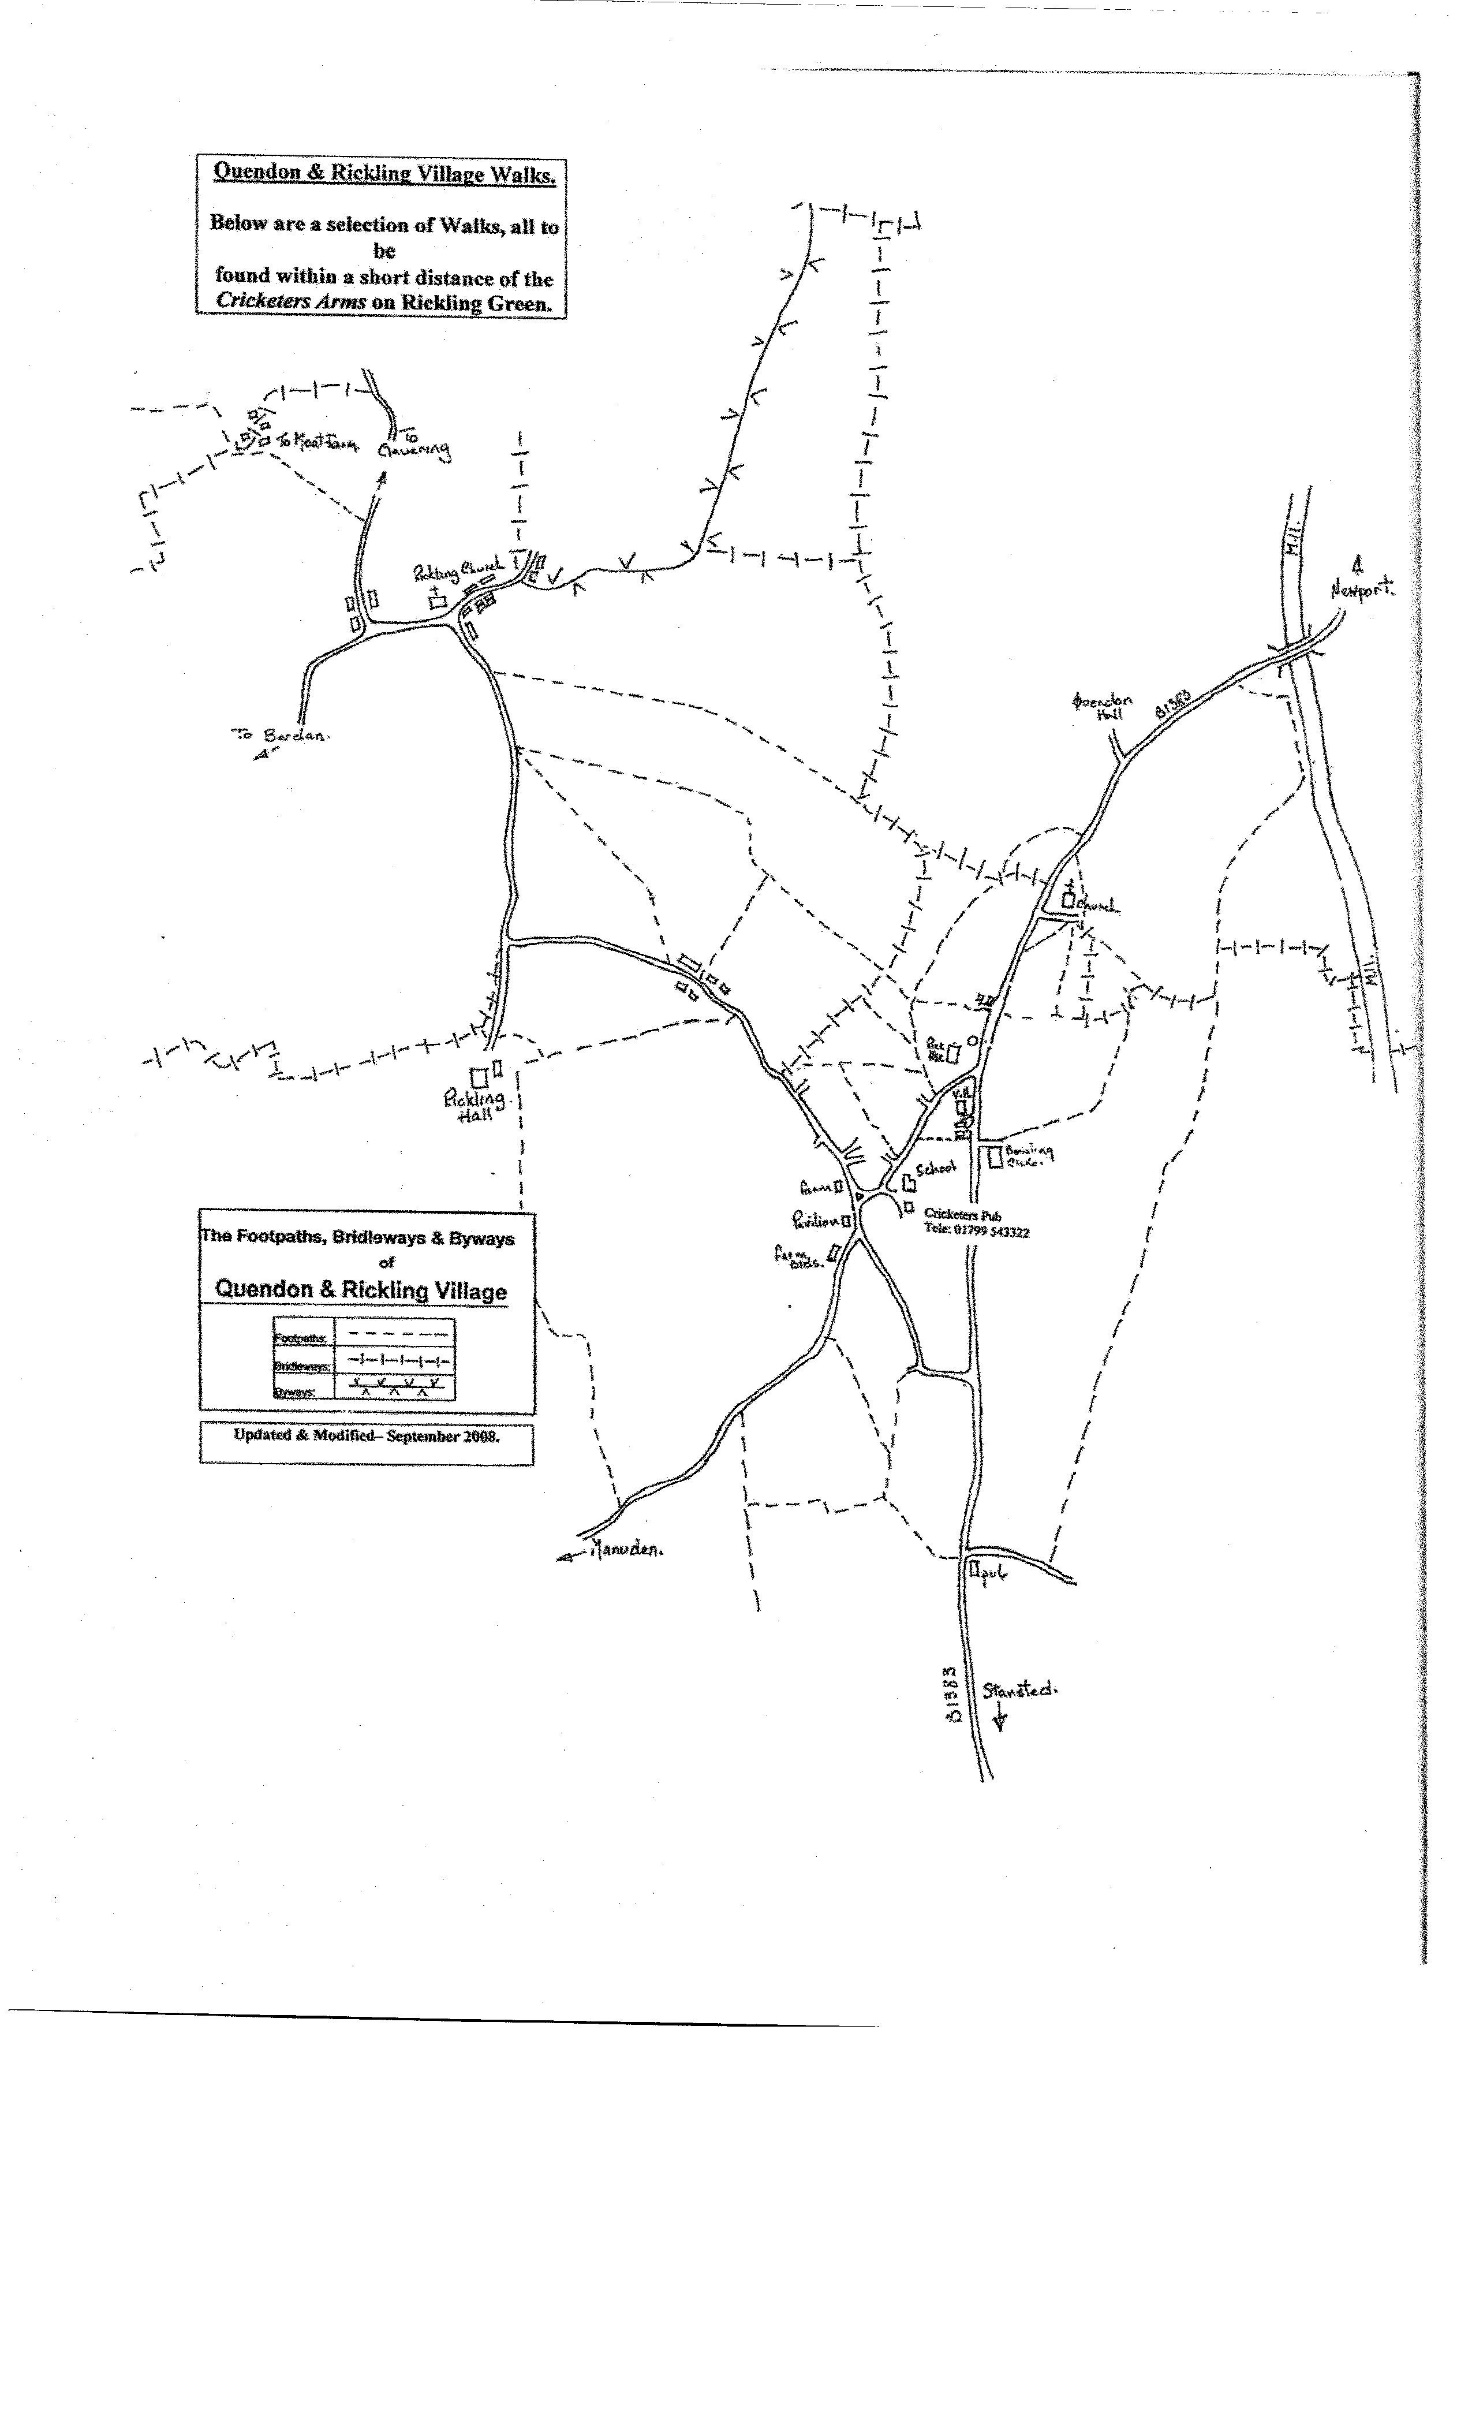 Quendon & Rickling Village Walks.
Below are a selection of Walks, all to
be
found within a short distance of the
Cricketers Arms on Rickling Green.
To
Clavering
Rickling Church
To Berdan.
M11.
Newport.
Quendon
Hall
B1383
Church
M11.
Rickling
Hall
School
Bowling
Pavilion
Farm
Blds.
Cricketers Pub
Tele: 01799 543322
The Footpaths, Bridleways & Byways
of
Quendon & Rickling Village
Footpaths:
Bridleways:
Byways:
Updated & Modified– September 2008.
Manuden.
pub
B1383
Stansted.